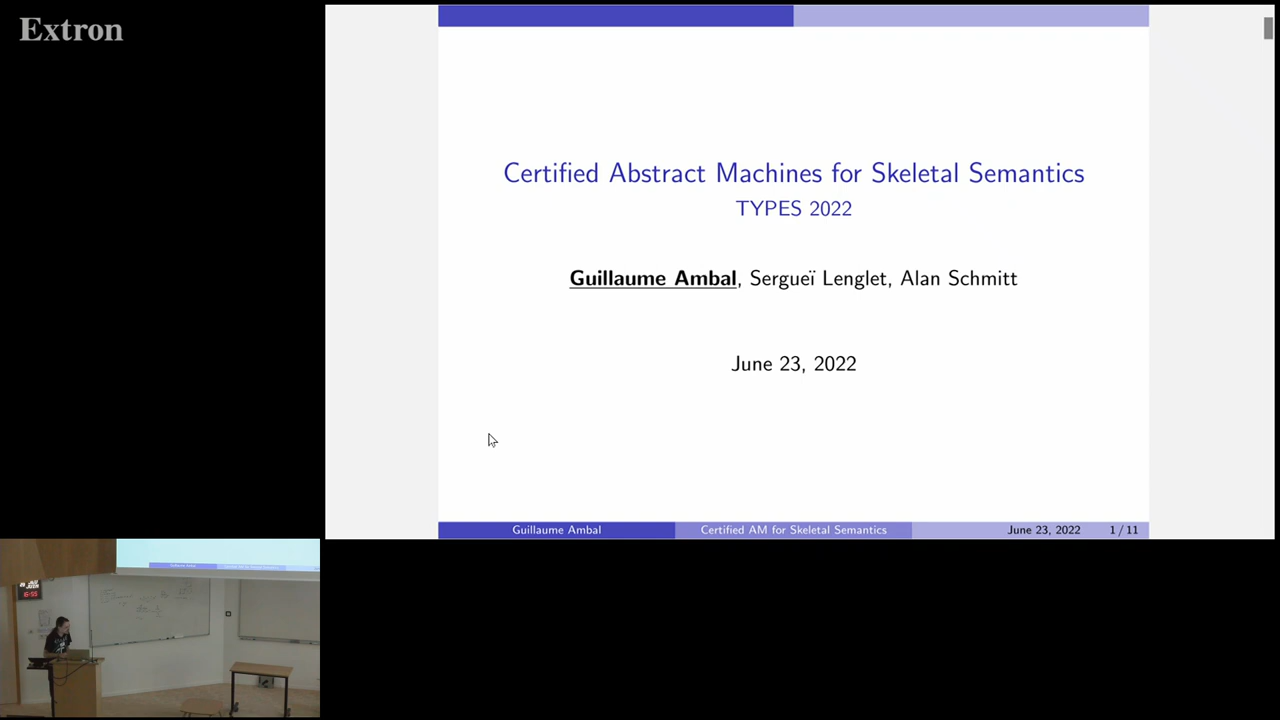 Extron
Certified Abstract Machines for Skeletal Semantics
TYPES 2022
Guillaume Ambal, Sergueï Lenglet, Alan Schmitt
June 23, 2022
Guillaume Ambal
Certified AM for Skeletal Semantics
June 23, 2022
1 / 11